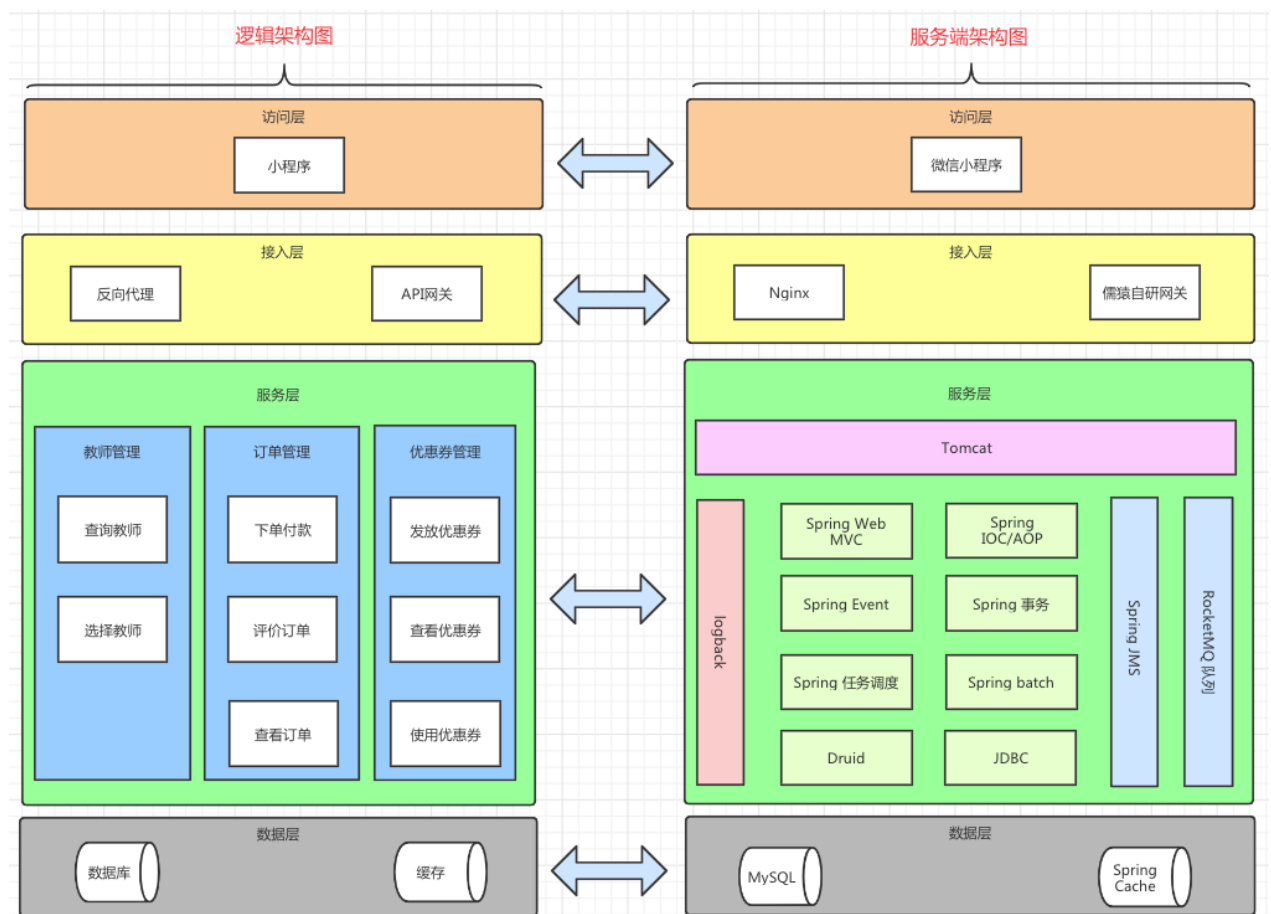 逻辑架构图
服务端架构图
访问层
小程序
访问层
微信小程序
接入层
反向代理
API网关
接入层
Nginx
儒猿自研网关
服务层
教师管理
查询教师
选择教师
订单管理
下单付款
评价订单
查看订单
优惠券管理
发放优惠券
查看优惠券
使用优惠券
服务层
Tomcat
logback
Spring Web
MVC
Spring
IOC/AOP
Spring Event
Spring 事务
Spring 任务调度
Spring batch
Druid
JDBC
Spring JMS
RocketMQ 队列
数据层
数据库
缓存
数据层
MySQL
Spring
Cache